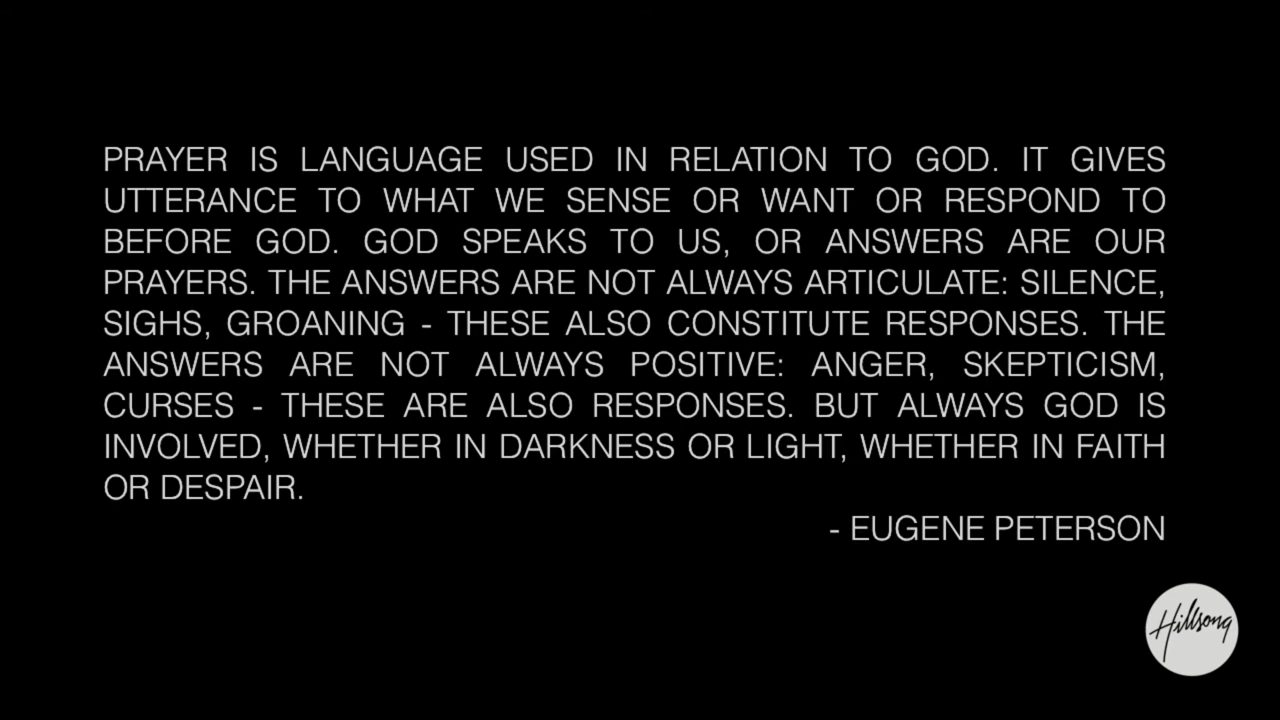 PRAYER IS LANGUAGE USED IN RELATION TO GOD. IT GIVES
UTTERANCE TO WHAT WE SENSE OR WANT OR RESPOND TO
BEFORE GOD. GOD SPEAKS TO US, OR ANSWERS ARE OUR
PRAYERS. THE ANSWERS ARE NOT ALWAYS ARTICULATE: SILENCE,
SIGHS, GROANING - THESE ALSO CONSTITUTE RESPONSES. THE
ANSWERS ARE NOT ALWAYS POSITIVE: ANGER, SKEPTICISM,
CURSES - THESE ARE ALSO RESPONSES. BUT ALWAYS GOD IS
INVOLVED, WHETHER IN DARKNESS OR LIGHT, WHETHER IN FAITH
OR DESPAIR.
- EUGENE PETERSON
Hillsong